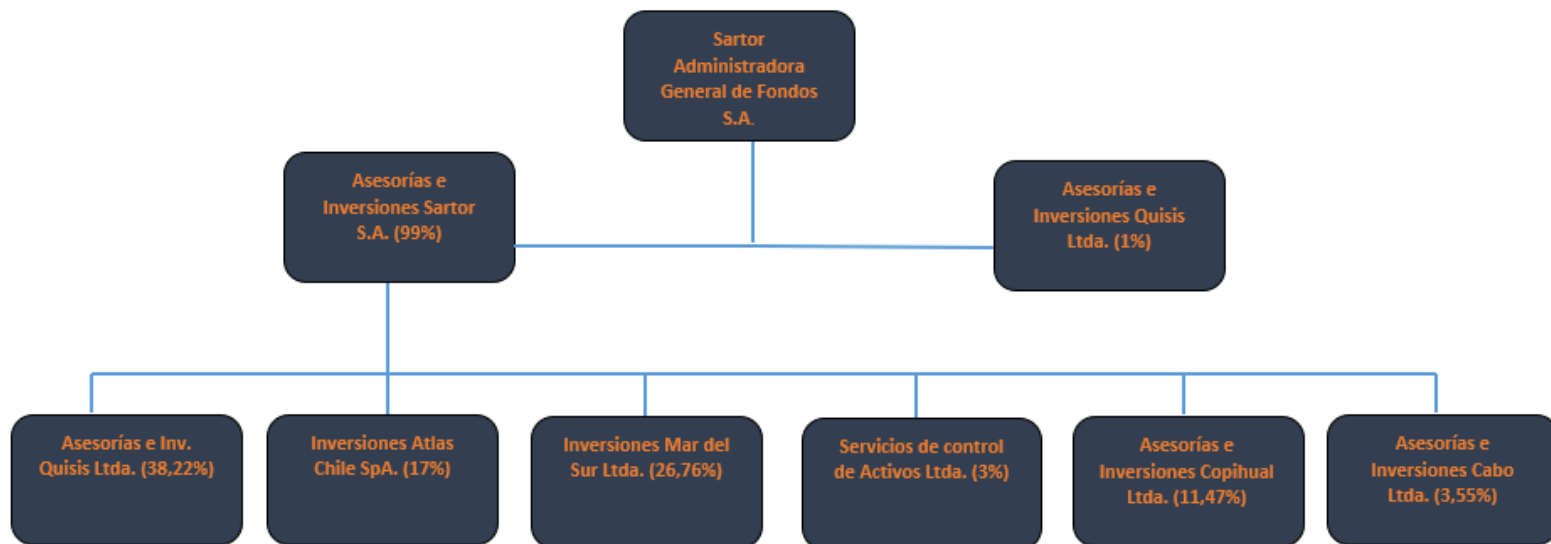 Sartor
Administradora
General de Fondos
S.A.
Asesorías e
Inversiones Sartor
S.A. (99%)
Asesorías e
Inversiones Quisis
Ltda. (1%)
Asesorías e Inv.
Quisis Ltda. (38,22%)
Inversiones Atlas
Chile SpA. (17%)
Inversiones Mar del
Sur Ltda. (26,76%)
Servicios de control
de Activos Ltda. (3%)
Asesorías e
Inversiones Copihual
Ltda. (11,47%)
Asesorías e
Inversiones Cabo
Ltda. (3,55%)